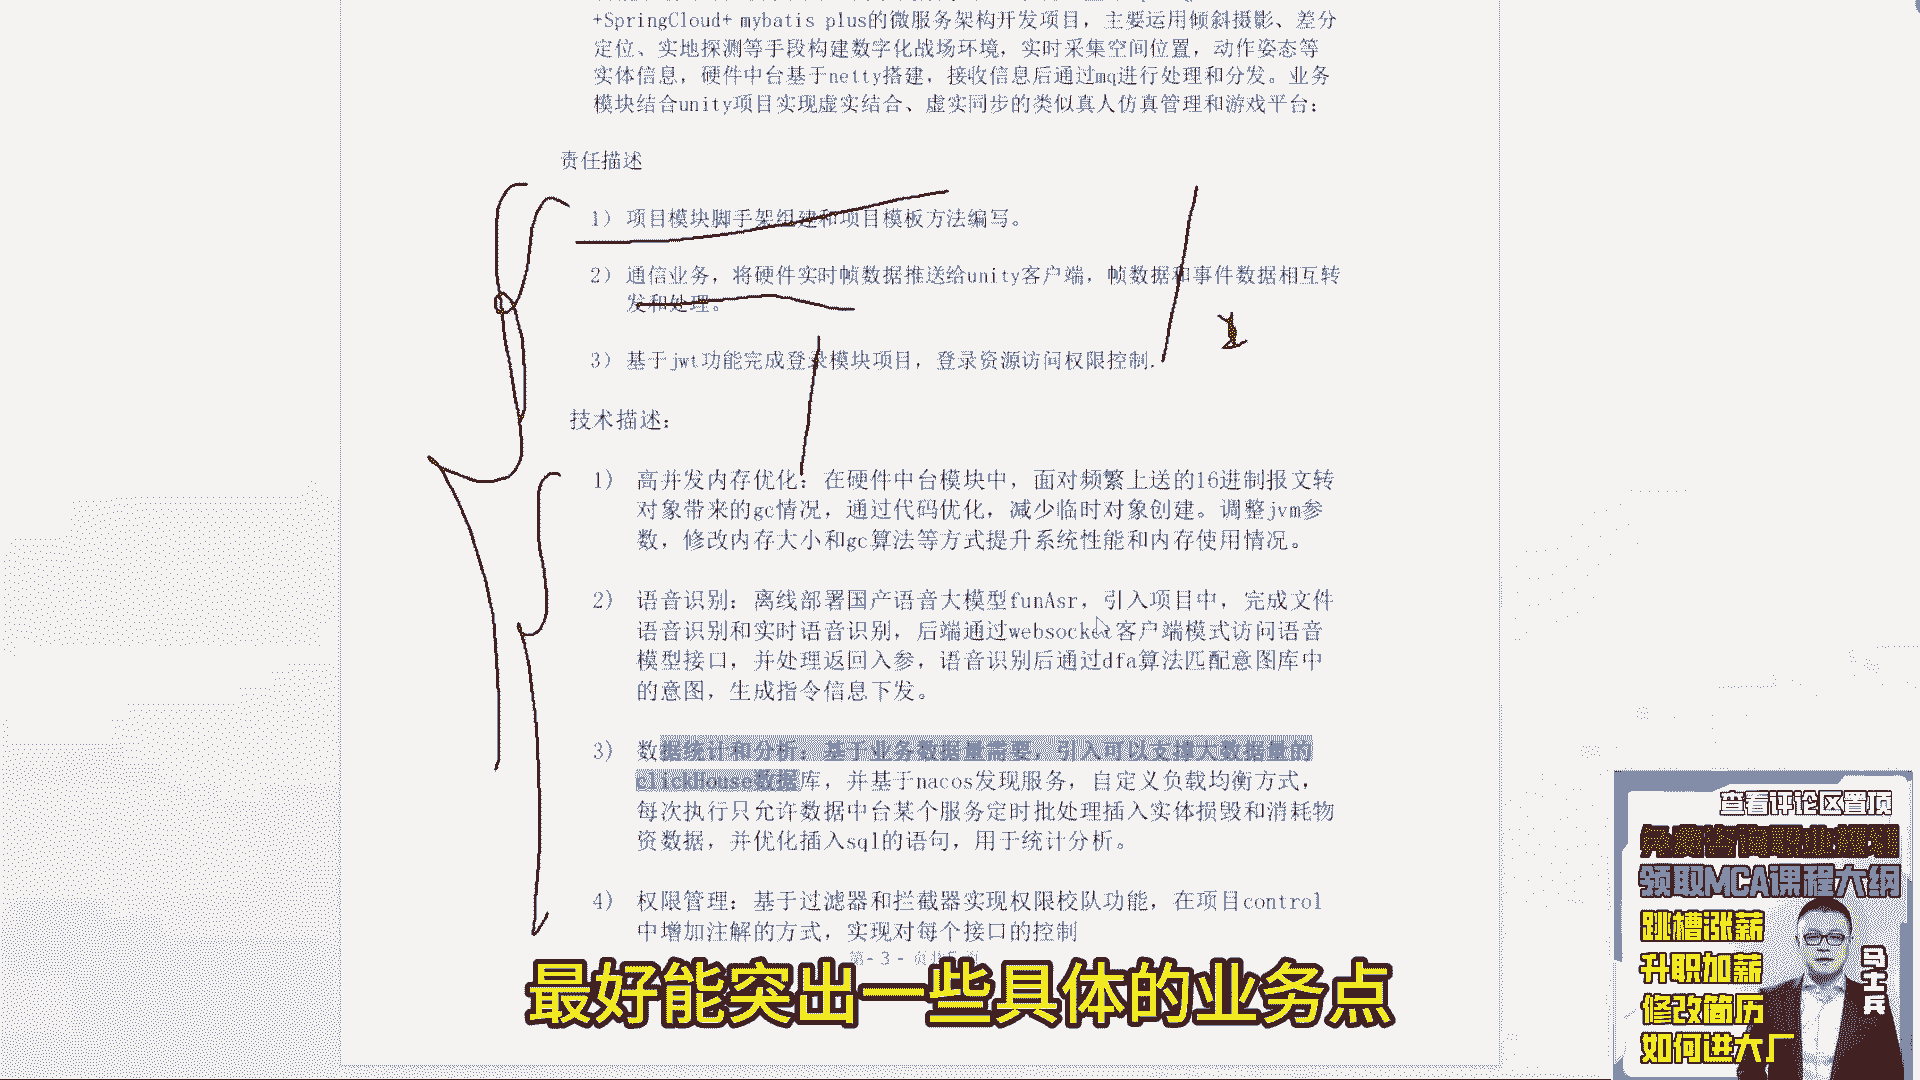 +SpringCloud+ mybatis plus的微服务架构开发项目，主要运用倾斜摄影、差分
定位、实地探测等手段构建数字化战场环境，实时采集空间位置，动作姿态等
实体信息，硬件中台基于netty搭建，接收信息后通过mq进行处理和分发。业务
模块结合unity项目实现虚实结合、虚实同步的类似真人仿真管理和游戏平台：
责任描述
1） 项目模块脚手架组建和项目模板方法编写。
2） 通信业务，将硬件实时帧数据推送给unity客户端，帧数据和事件数据相互转
发和处理。
3） 基于jwt功能完成登录模块项目，登录资源访问权限控制.
技术描述：
1） 高并发内存优化：在硬件中台模块中，面对频繁上送的16进制报文转
对象带来的gc情况，通过代码优化，减少临时对象创建。调整jvm参
数，修改内存大小和gc算法等方式提升系统性能和内存使用情况。
2） 语音识别：离线部署国产语音大模型funAsr，引入项目中，完成文件
语音识别和实时语音识别，后端通过websocket客户端模式访问语音
模型接口，并处理返回入参，语音识别后通过dfa算法匹配意图库中
的意图，生成指令信息下发。
3） 数据统计和分析：基于业务数据量需要，引入可以支撑大数据量的
clickHouse数据库，并基于nacos发现服务，自定义负载均衡方式，
每次执行只允许数据中台某个服务定时批处理插入实体损毁和消耗物
资数据，并优化插入sql的语句，用于统计分析。
4） 权限管理：基于过滤器和拦截器实现权限校队功能，在项目control
中增加注解的方式，实现对每个接口的控制
第- 3 - 页
最好能突出一些具体的业务点
查看评论区置顶
免费咨询职业规划
领取MCA课程大纲
跳槽涨薪
升职加薪
修改简历
如何进大厂
马士兵